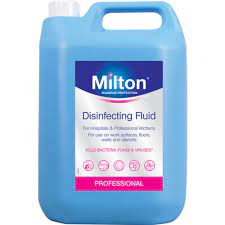 Milton®
MAXIMUM PROTECTION
Disinfecting Fluid
For Hospitals & Professional kitchens
For use on work surfaces, floors,
walls and utensils
KILLS BACTERIA, FUNGI & VIRUSES*
PROFESSIONAL